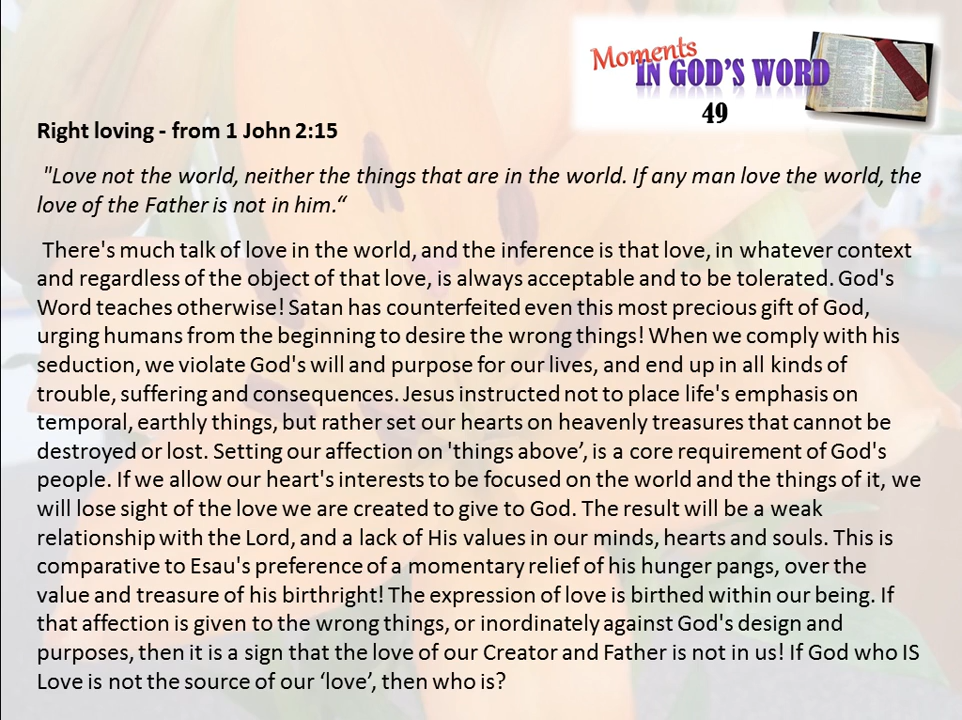 Moments
IN GOD'S WORD
49
Right loving - from 1 John 2:15
"Love not the world, neither the things that are in the world. If any man love the world, the
love of the Father is not in him.“
There's much talk of love in the world, and the inference is that love, in whatever context
and regardless of the object of that love, is always acceptable and to be tolerated. God's
Word teaches otherwise! Satan has counterfeited even this most precious gift of God,
urging humans from the beginning to desire the wrong things! When we comply with his
seduction, we violate God's will and purpose for our lives, and end up in all kinds of
trouble, suffering and consequences. Jesus instructed not to place life's emphasis on
temporal, earthly things, but rather set our hearts on heavenly treasures that cannot be
destroyed or lost. Setting our affection on 'things above’, is a core requirement of God's
people. If we allow our heart's interests to be focused on the world and the things of it, we
will lose sight of the love we are created to give to God. The result will be a weak
relationship with the Lord, and a lack of His values in our minds, hearts and souls. This is
comparative to Esau's preference of a momentary relief of his hunger pangs, over the
value and treasure of his birthright! The expression of love is birthed within our being. If
that affection is given to the wrong things, or inordinately against God's design and
purposes, then it is a sign that the love of our Creator and Father is not in us! If God who IS
Love is not the source of our ‘love’, then who is?